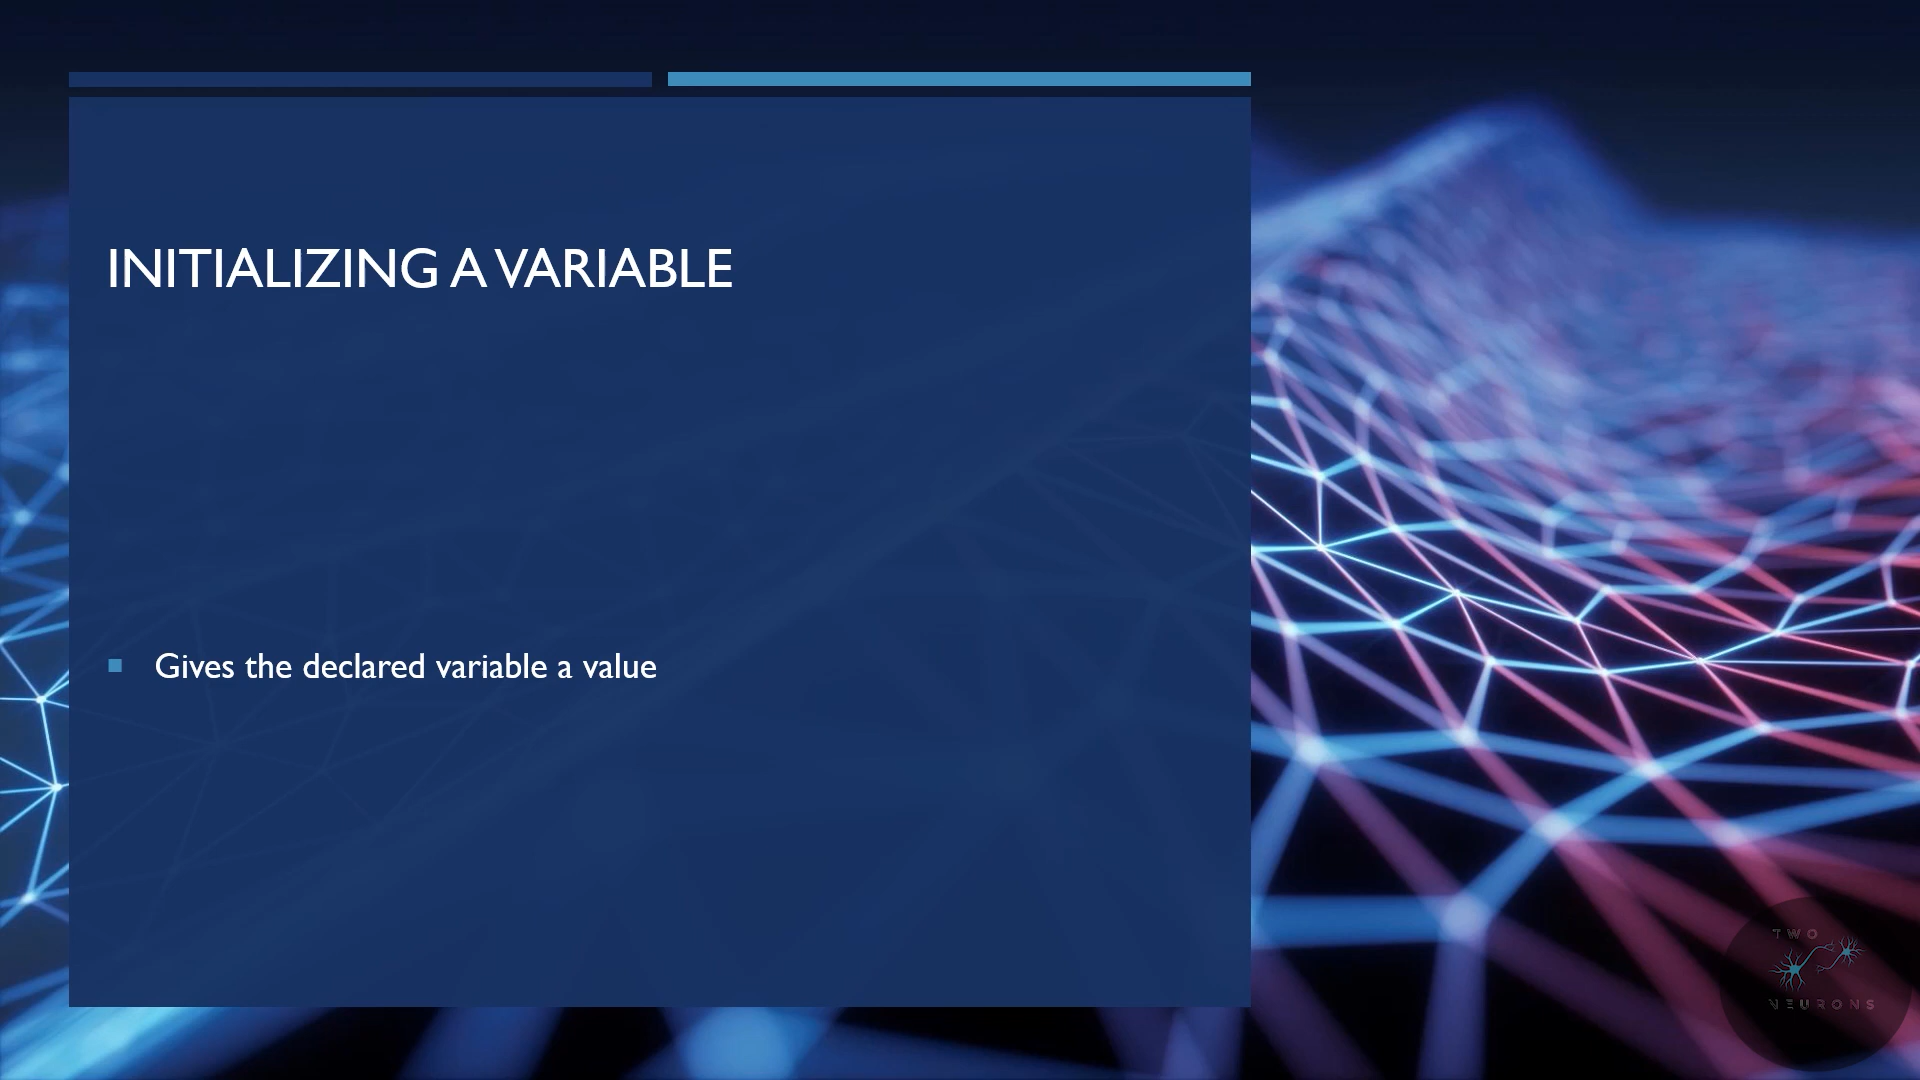 INITIALIZING A VARIABLE
Gives the declared variable a value
TWO
NEURONS